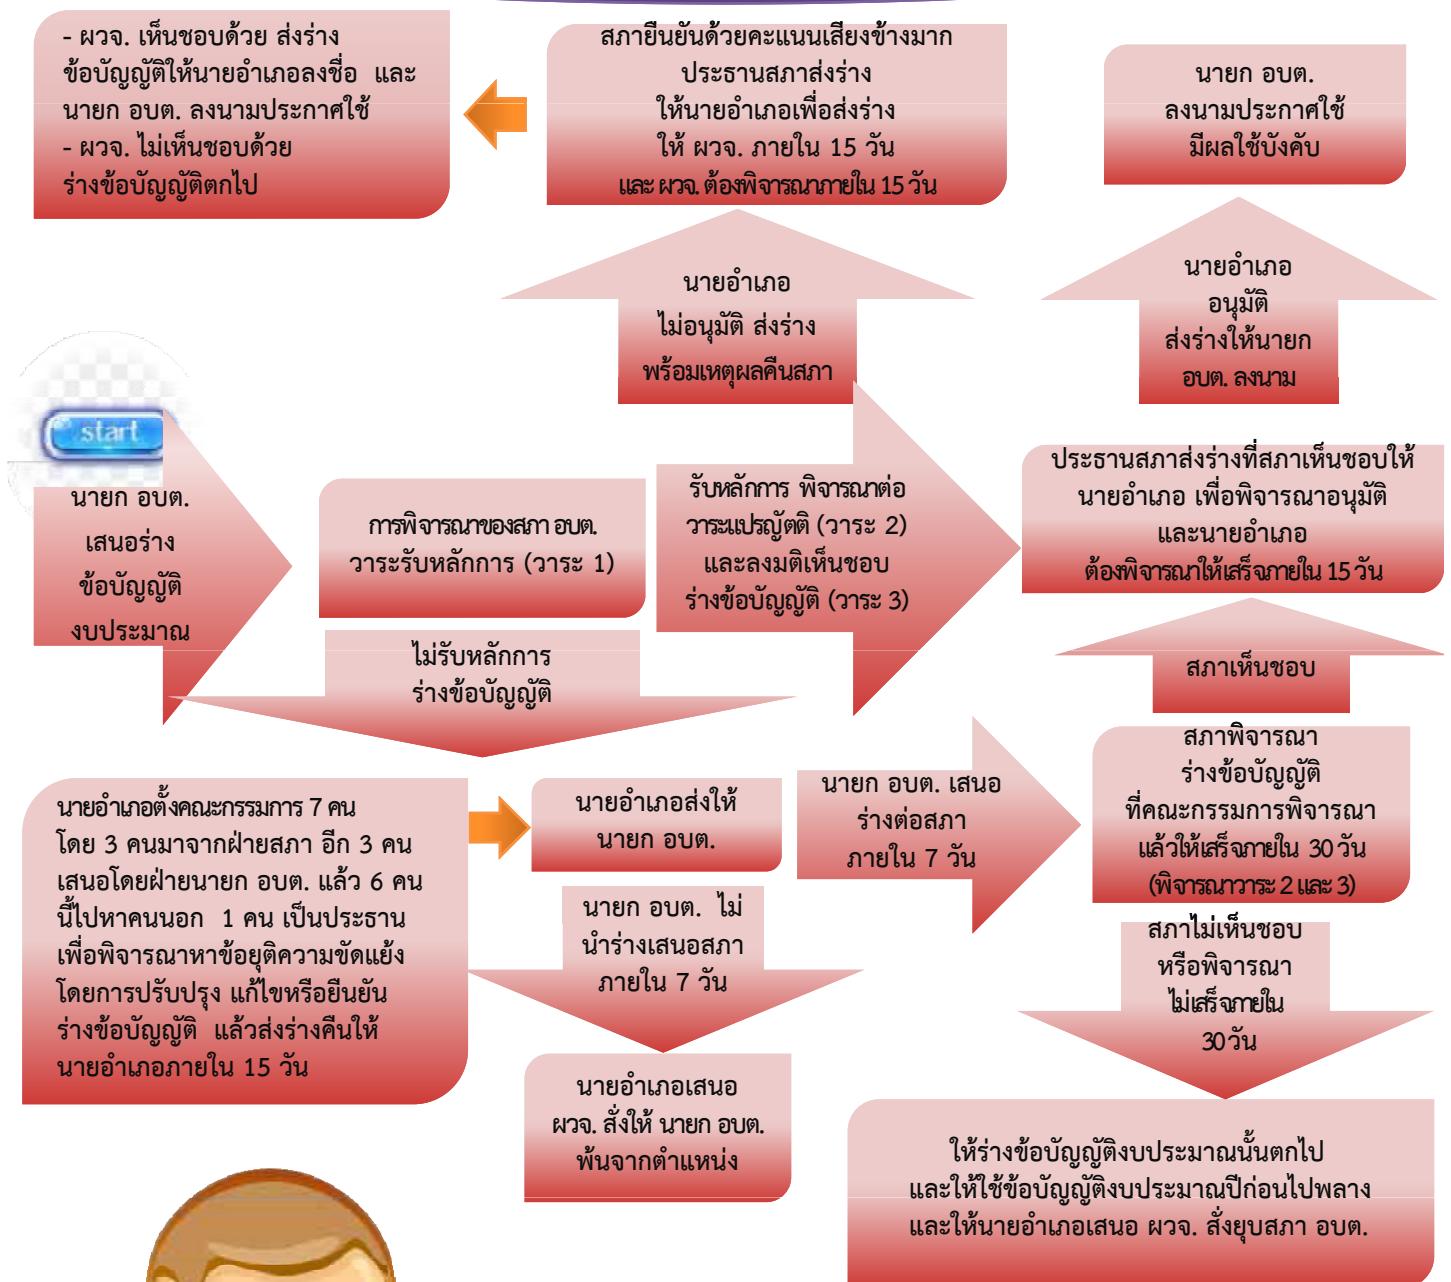 - ผวจ. เห็นชอบด้วย ส่งร่าง
ข้อบัญญัติให้นายอำเภอลงชื่อ และ
นายก อบต. ลงนามประกาศใช้
- ผวจ. ไม่เห็นชอบด้วย
ร่างข้อบัญญัติตกไป
สภายืนยันด้วยคะแนนเสียงข้างมาก
ประธานสภาส่งร่าง
ให้นายอำเภอเพื่อส่งร่าง
ให้ ผวจ. ภายใน 15 วัน
และ ผวจ. ต้องพิจารณาภายใน 15 วัน
นายก อบต.
ลงนามประกาศใช้
มีผลใช้บังคับ
นายอำเภอ
ไม่อนุมัติ ส่งร่าง
พร้อมเหตุผลคืนสภา
นายอำเภอ
อนุมัติ
ส่งร่างให้นายก
อบต. ลงนาม
start
นายก อบต.
เสนอร่าง
ข้อบัญญัติ
งบประมาณ
การพิจารณาของสภา อบต.
วาระรับหลักการ (วาระ 1)
รับหลักการ พิจารณาต่อ
วาระแปรญัตติ (วาระ 2)
และลงมติเห็นชอบ
ร่างข้อบัญญัติ (วาระ 3)
ประธานสภาส่งร่างที่สภาเห็นชอบให้
นายอำเภอ เพื่อพิจารณาอนุมัติ
และนายอำเภอ
ต้องพิจารณาให้เสร็จภายใน 15 วัน
ไม่รับหลักการ
ร่างข้อบัญญัติ
สภาเห็นชอบ
นายอำเภอตั้งคณะกรรมการ 7 คน
โดย 3 คนมาจากฝ่ายสภา อีก 3 คน
เสนอโดยฝ่ายนายก อบต. แล้ว 6 คน
นี้ไปหาคนนอก 1 คน เป็นประธาน
เพื่อพิจารณาหาข้อยุติความขัดแย้ง
โดยการปรับปรุง แก้ไขหรือยืนยัน
ร่างข้อบัญญัติ แล้วส่งร่างคืนให้
นายอำเภอภายใน 15 วัน
นายอำเภอส่งให้
นายก อบต.
นายก อบต. เสนอ
ร่างต่อสภา
ภายใน 7 วัน
สภาพิจารณา
ร่างข้อบัญญัติ
ที่คณะกรรมการพิจารณา
แล้วให้เสร็จภายใน 30 วัน
(พิจารณาวาระ 2 และ 3)
นายก อบต. ไม่
นำร่างเสนอสภา
ภายใน 7 วัน
สภาไม่เห็นชอบ
หรือพิจารณา
ไม่เสร็จภายใน
30 วัน
นายอำเภอเสนอ
ผวจ. สั่งให้ นายก อบต.
พ้นจากตำแหน่ง
ให้ร่างข้อบัญญัติงบประมาณนั้นตกไป
และให้ใช้ข้อบัญญัติงบประมาณปีก่อนไปพลาง
และให้นายอำเภอเสนอ ผวจ. สั่งยุบสภา อบต.